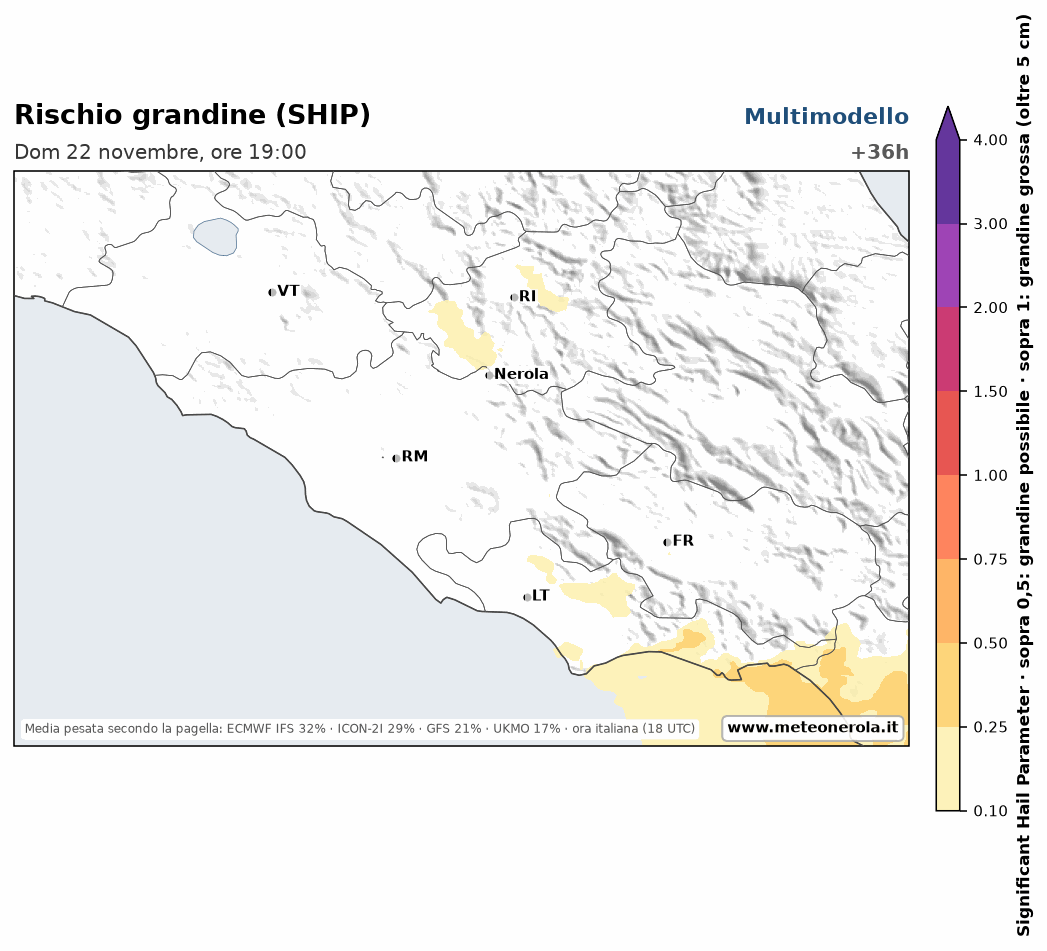 Rischio grandine (SHIP)
Multimodello
Dom 22 novembre, ore 19:00
+36h
VT
RI
Nerola
RM
FR
LT
Media pesata secondo la pagella: ECMWF IFS 32% · ICON-2I 29% · GFS 21% · UKMO 17% · ora italiana (18 UTC)
www.meteonerola.it
4.00
3.00
2.00
1.50
1.00
0.75
0.50
0.25
0.10
Significant Hail Parameter · sopra 0,5: grandine possibile · sopra 1: grandine grossa (oltre 5 cm)